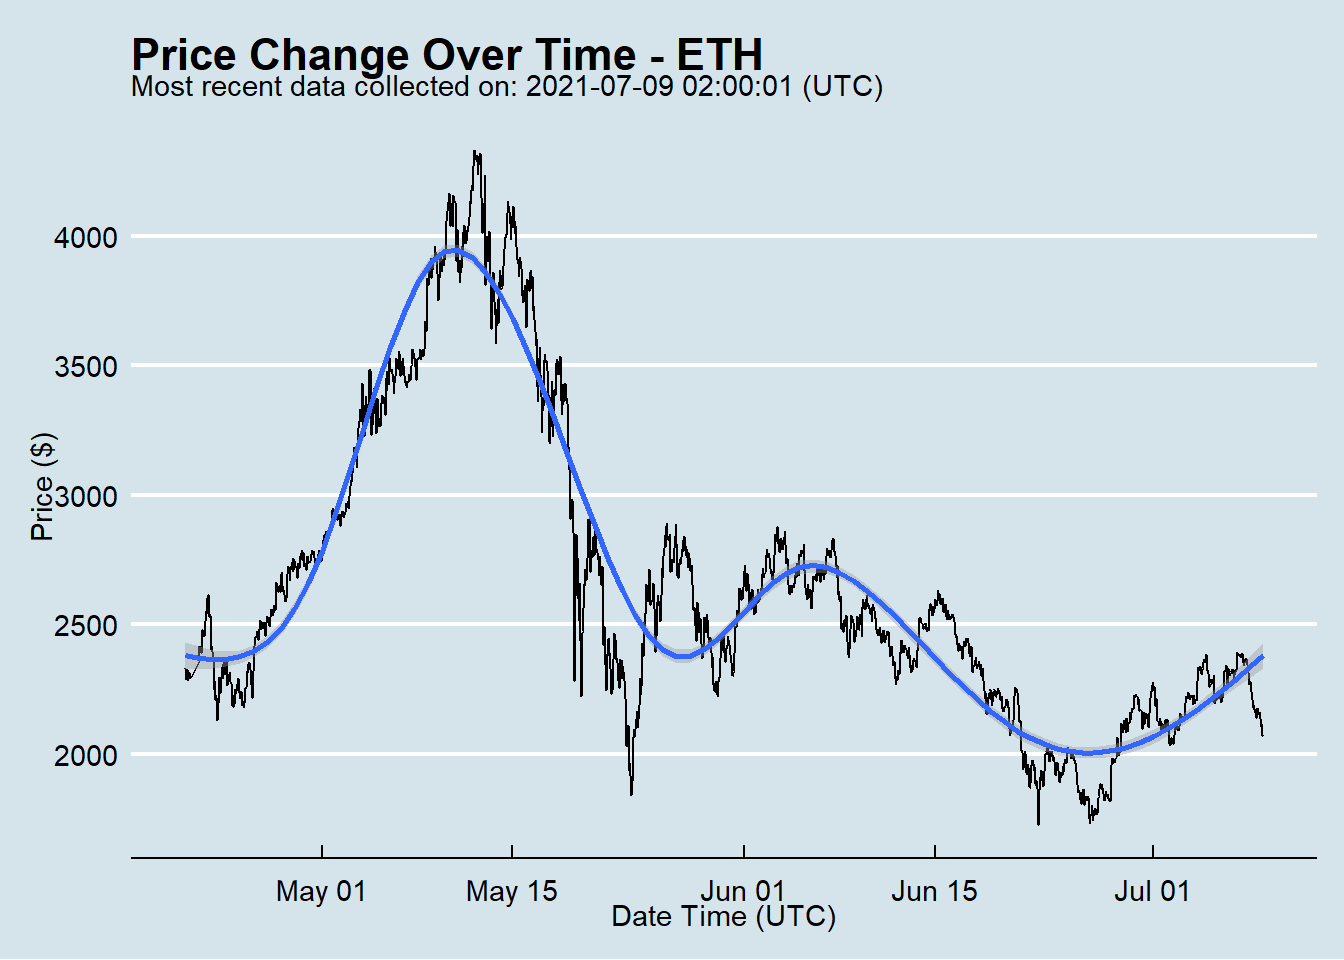 Price Change Over Time - ETH
Most recent data collected on: 2021-07-09 02:00:01 (UTC)
Price ($)
4000
3500
3000
2500
2000
May 01 May 15 Jun 01 Jun 15 Jul 01
Date Time (UTC)